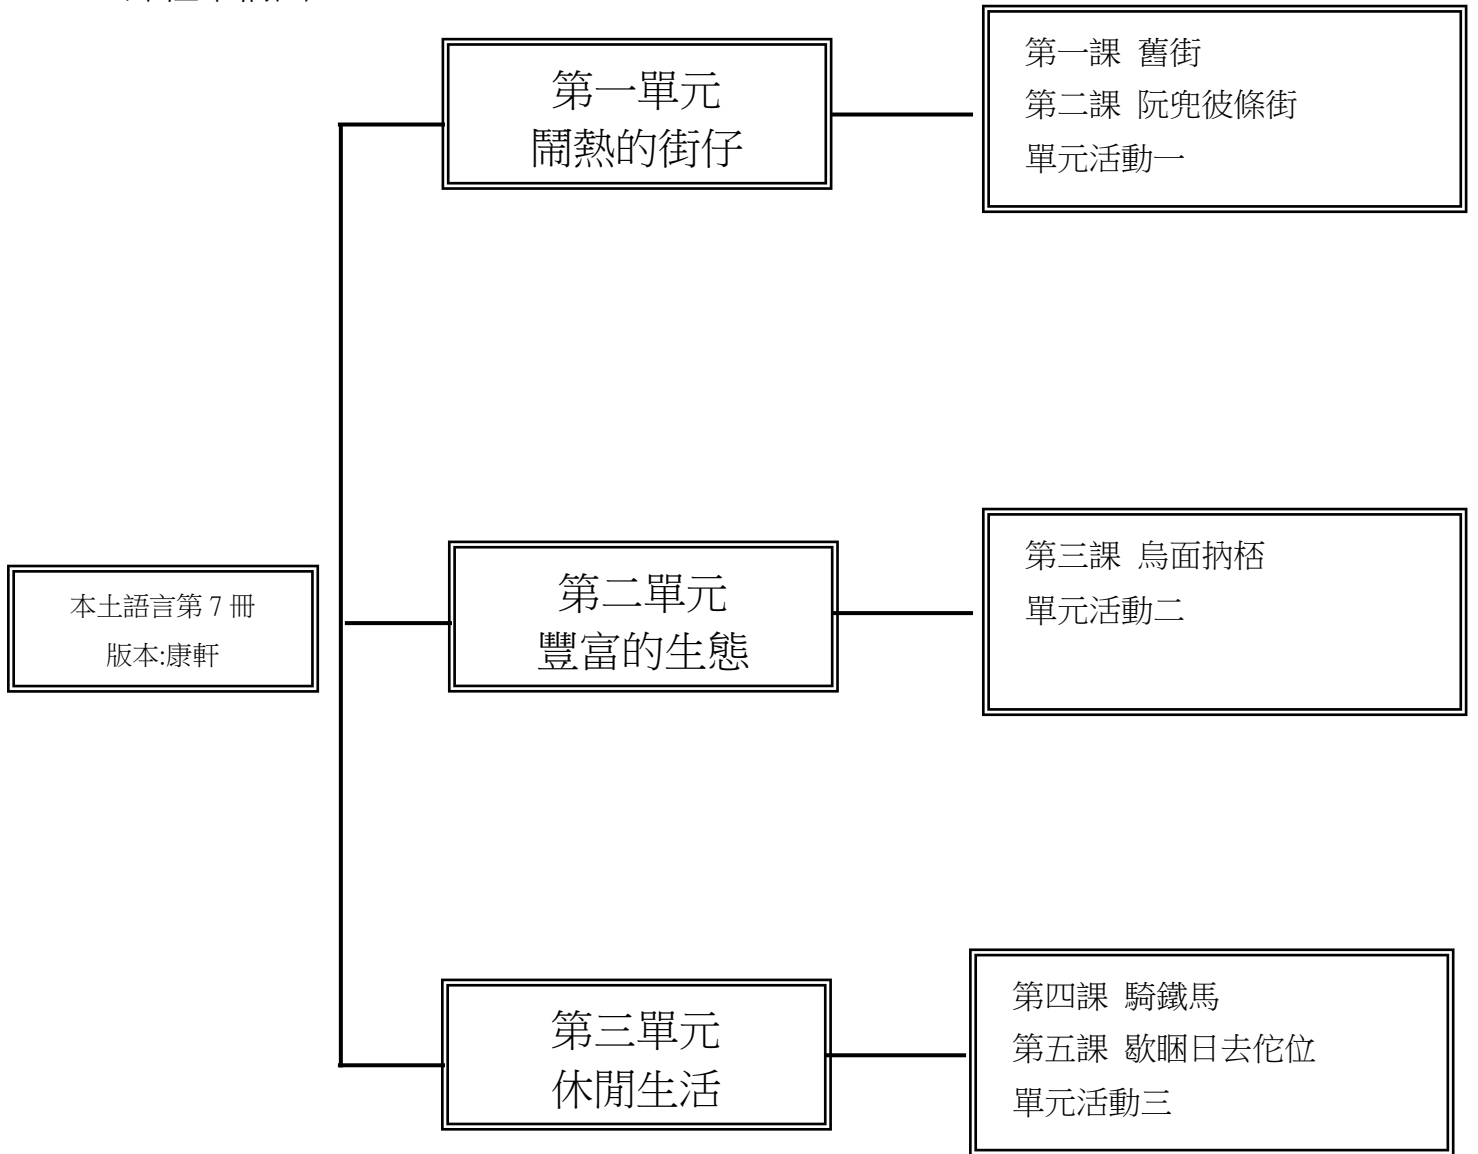 第一單元
鬧熱的街仔
第一課 舊街
第二課 阮兜彼條街
單元活動一
本土語言第 7 冊
版本:康軒
第二單元
豐富的生態
第三課 烏面抐桮
單元活動二
第三單元
休閒生活
第四課 騎鐵馬
第五課 歇睏日去佗位
單元活動三